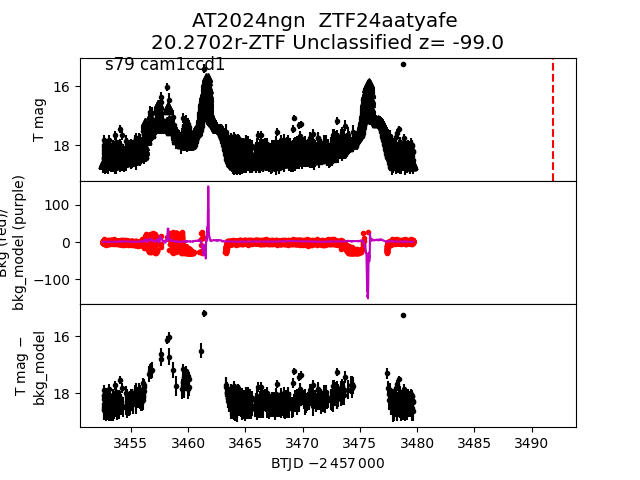 AT2024ngn  ZTF24aatyafe
20.2702r-ZTF Unclassified z= -99.0
s79 cam1ccd1
16
18
T mag
100
0
−100
Bkg (red)/
bkg_model (purple)
16
18
T mag −
bkg_model
3455 3460 3465 3470 3475 3480 3485 3490
BTJD −2 457 000